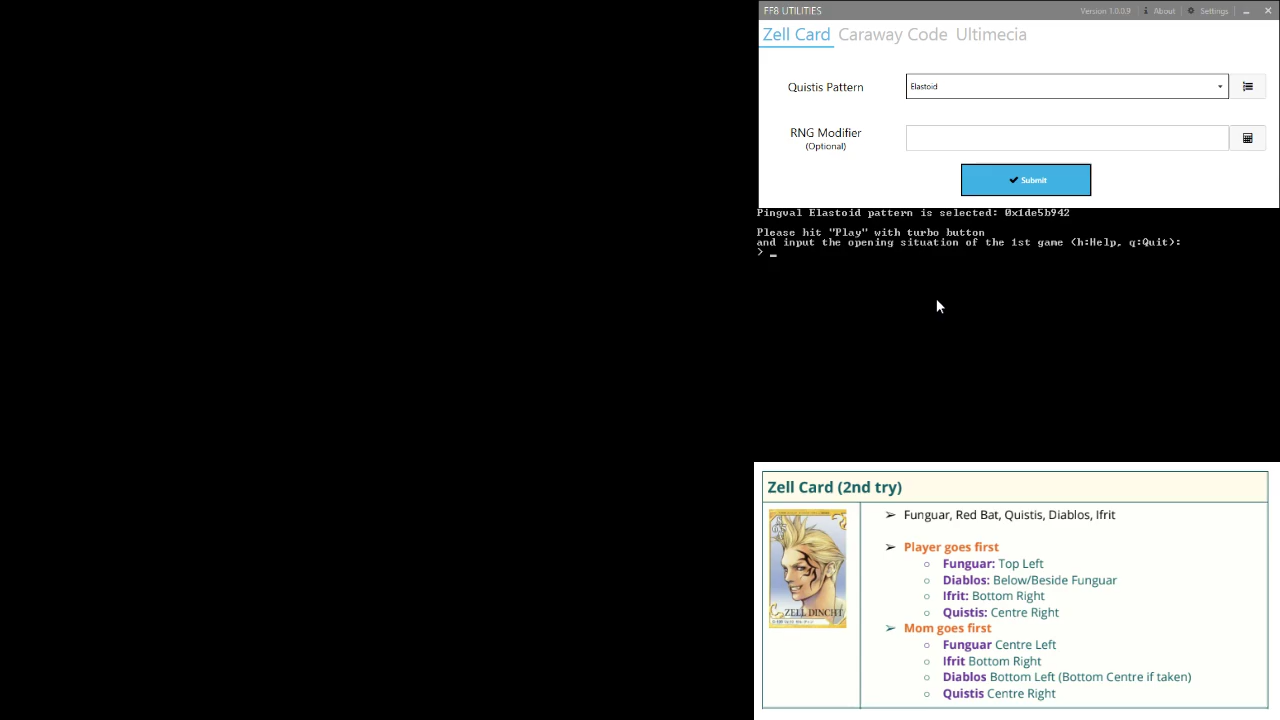 FF8 UTILITIES
Version 1.0.0.9 About Settings
Zell Card Caraway Code Ultimecia
Quistis Pattern Elastoid
RNG Modifier
(Optional)
Submit
Pingval Elastoid pattern is selected: 0x1de5b942
Please hit "Play" with turbo button
and input the opening situation of the 1st game (h:Help, q:Quit):
> _
Zell Card (2nd try)
➢ Funguar, Red Bat, Quistis, Diablos, Ifrit
➢ Player goes first
○ Funguar: Top Left
○ Diablos: Below/Beside Funguar
○ Ifrit: Bottom Right
○ Quistis: Centre Right
➢ Mom goes first
○ Funguar Centre Left
○ Ifrit Bottom Right
○ Diablos Bottom Left (Bottom Centre if taken)
○ Quistis Centre Right
ZELL DINCHT